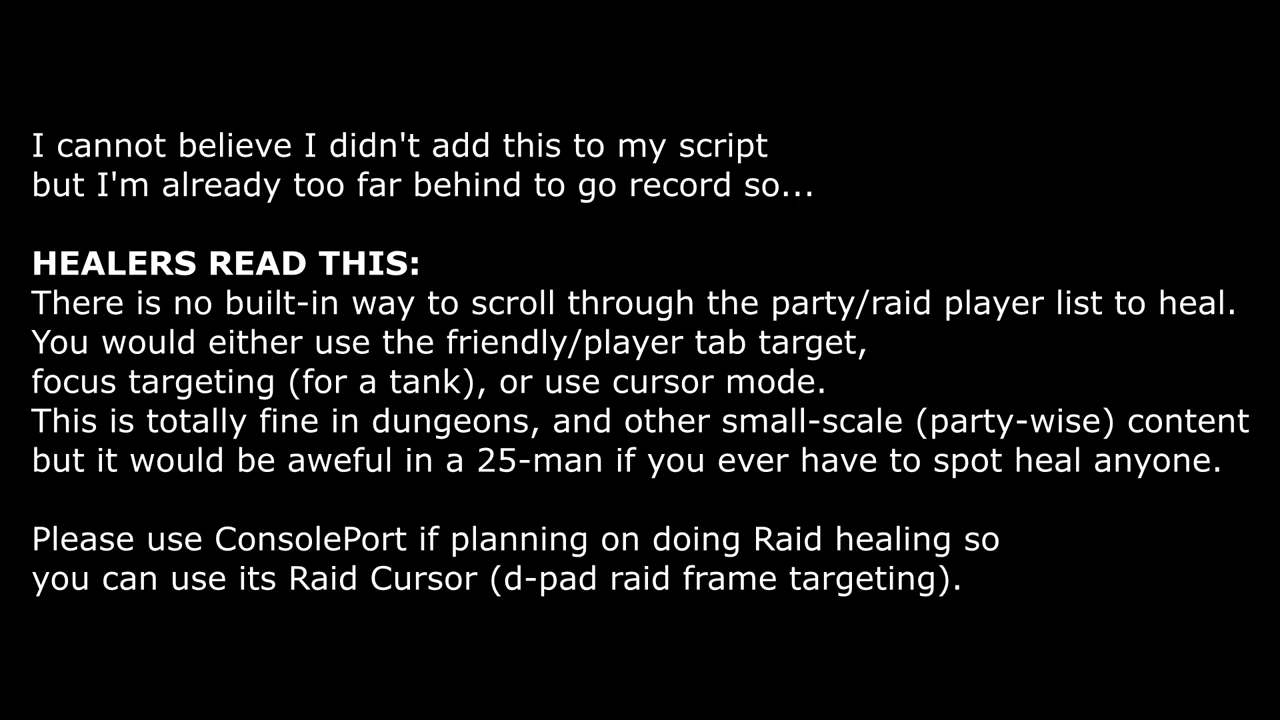 I cannot believe I didn't add this to my script
but I'm already too far behind to go record so...
HEALERS READ THIS:
There is no built-in way to scroll through the party/raid player list to heal.
You would either use the friendly/player tab target,
focus targeting (for a tank), or use cursor mode.
This is totally fine in dungeons, and other small-scale (party-wise) content
but it would be aweful in a 25-man if you ever have to spot heal anyone.
Please use ConsolePort if planning on doing Raid healing so
you can use its Raid Cursor (d-pad raid frame targeting).